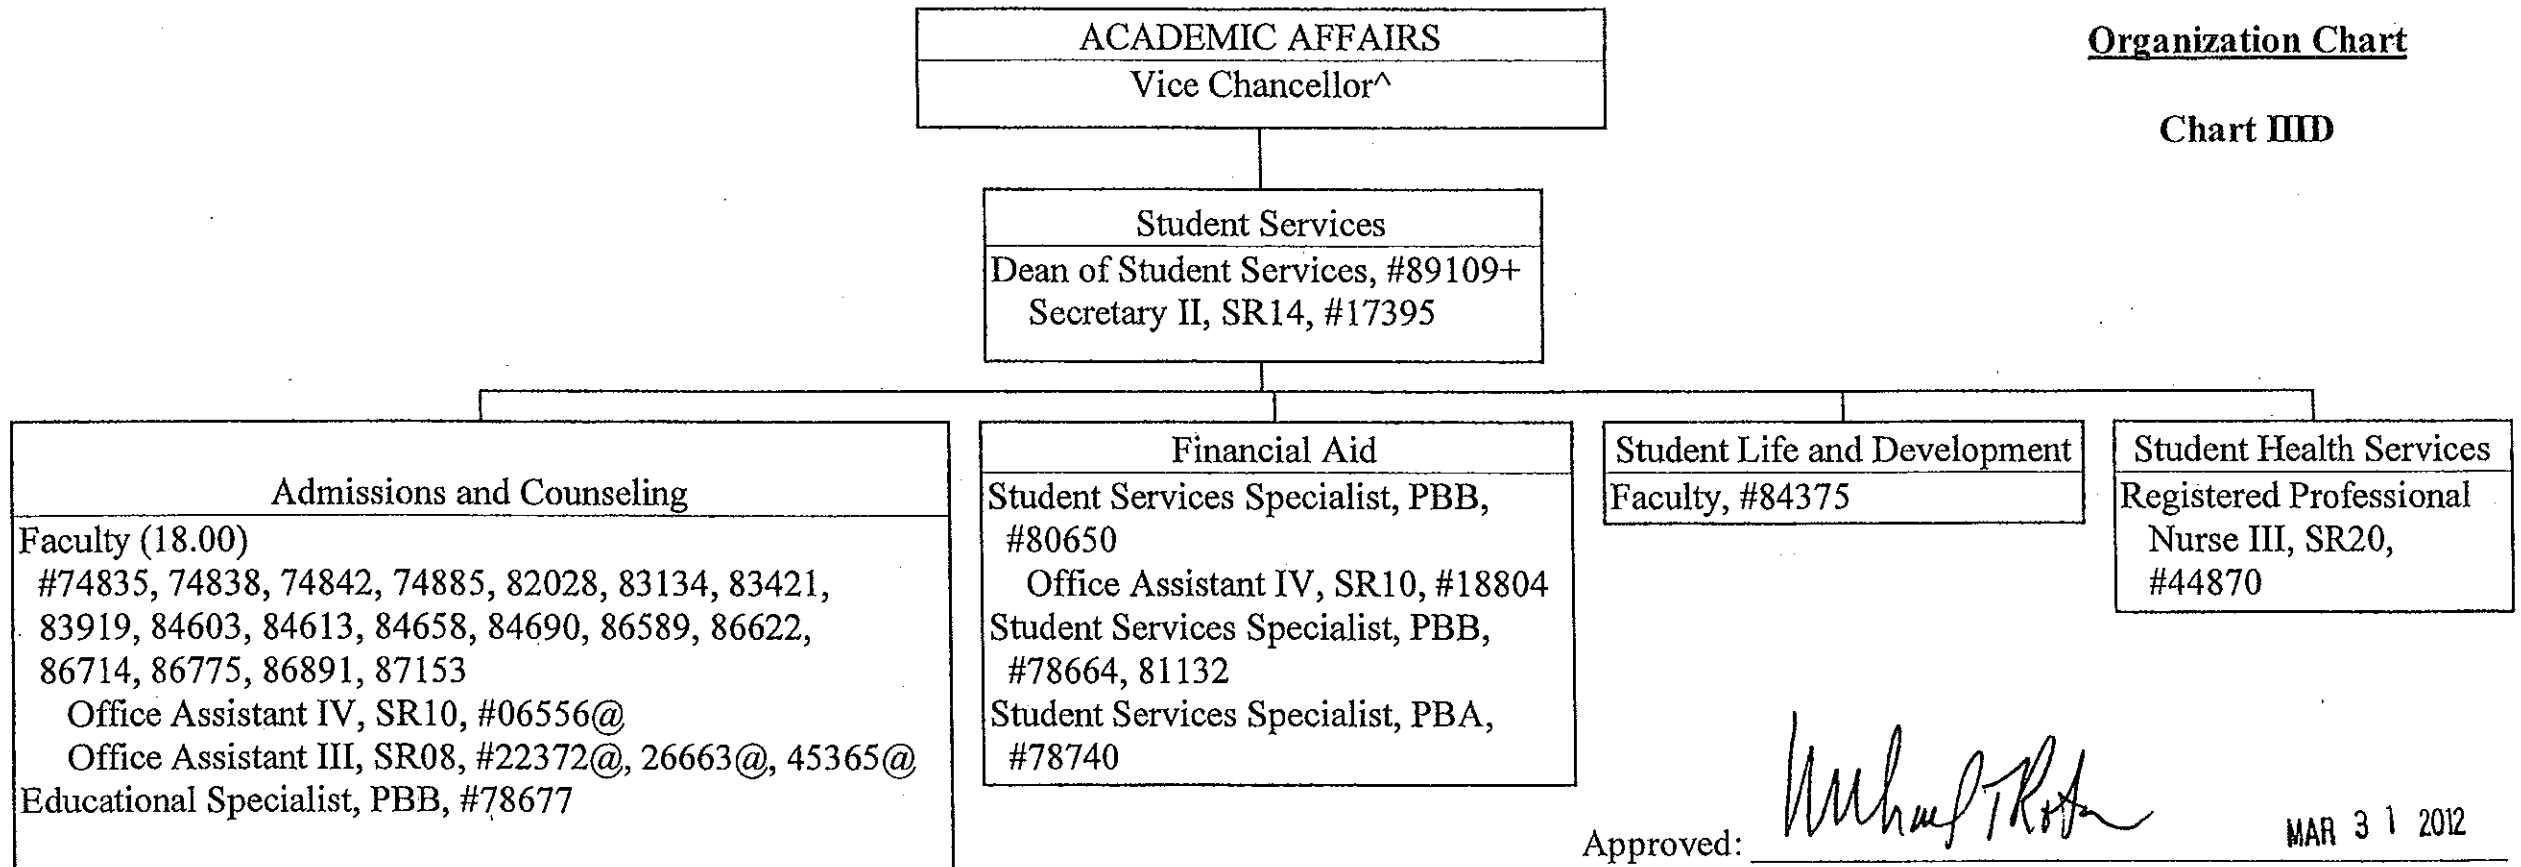 ACADEMIC AFFAIRS
Vice Chancellor^
Organization Chart
Chart IIID
Student Services
Dean of Student Services, #89109+
Secretary II, SR14, #17395
Admissions and Counseling
Faculty (18.00)
#74835, 74838, 74842, 74885, 82028, 83134, 83421,
83919, 84603, 84613, 84658, 84690, 86589, 86622,
86714, 86775, 86891, 87153
Office Assistant IV, SR10, #06556@
Office Assistant III, SR08, #22372@, 26663@, 45365@
Educational Specialist, PBB, #78677
Financial Aid
Student Services Specialist, PBB,
#80650
Office Assistant IV, SR10, #18804
Student Services Specialist, PBB,
#78664, 81132
Student Services Specialist, PBA,
#78740
Student Life and Development
Faculty, #84375
Student Health Services
Registered Professional
Nurse III, SR20,
#44870
Approved:
MAR 31 2012